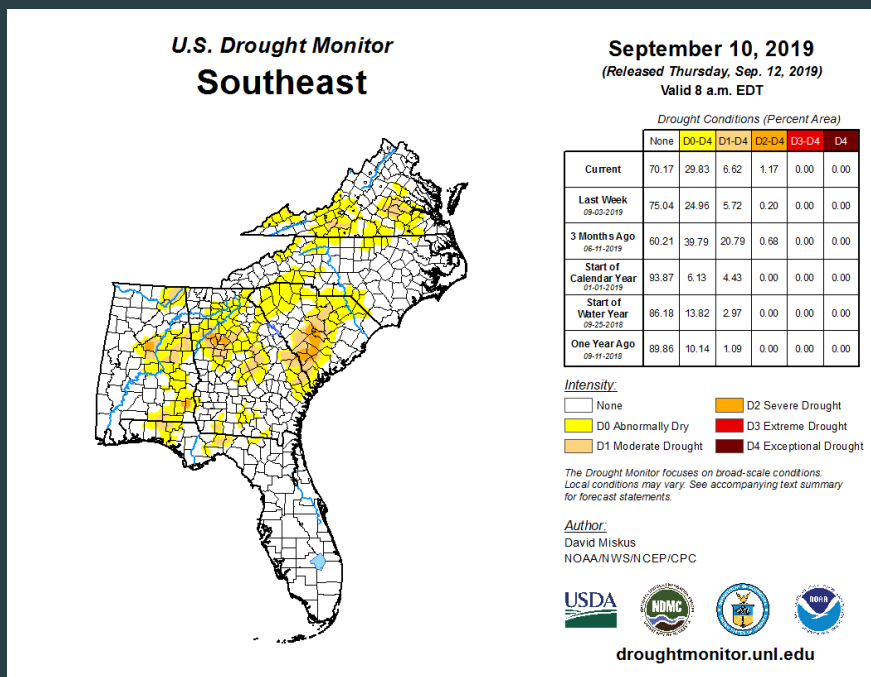 U.S. Drought Monitor
Southeast
September 10, 2019
(Released Thursday, Sep. 12, 2019)
Valid 8 a.m. EDT
Drought Conditions (Percent Area)
None D0-D4 D1-D4 D2-D4 D3-D4 D4
Current 70.17 29.83 6.62 1.17 0.00 0.00
Last Week
09-03-2019
75.04 24.96 5.72 0.20 0.00 0.00
3 Months Ago
06-11-2019
60.21 39.79 20.79 0.68 0.00 0.00
Start of
Calendar Year
01-01-2019
93.87 6.13 4.43 0.00 0.00 0.00
Start of
Water Year
09-25-2018
86.18 13.82 2.97 0.00 0.00 0.00
One Year Ago
09-11-2018
89.86 10.14 1.09 0.00 0.00 0.00
Intensity:
None
D0 Abnormally Dry
D1 Moderate Drought
D2 Severe Drought
D3 Extreme Drought
D4 Exceptional Drought
The Drought Monitor focuses on broad-scale conditions.
Local conditions may vary. See accompanying text summary
for forecast statements.
Author:
David Miskus
NOAA/NWS/NCEP/CPC
USDA
NDMC
NOAA
droughtmonitor.unl.edu